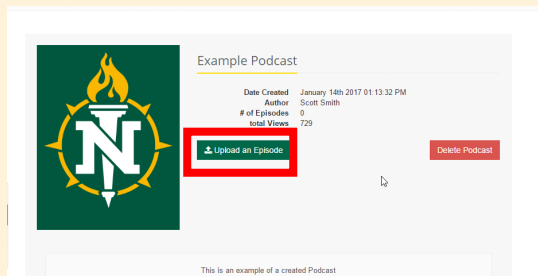 Example Podcast
Date Created January 14th 2017 01:13:32 PM
Author Scott Smith
# of Episodes 0
total Views 729
Upload an Episode
Delete Podcast
N
This is an example of a created Podcast